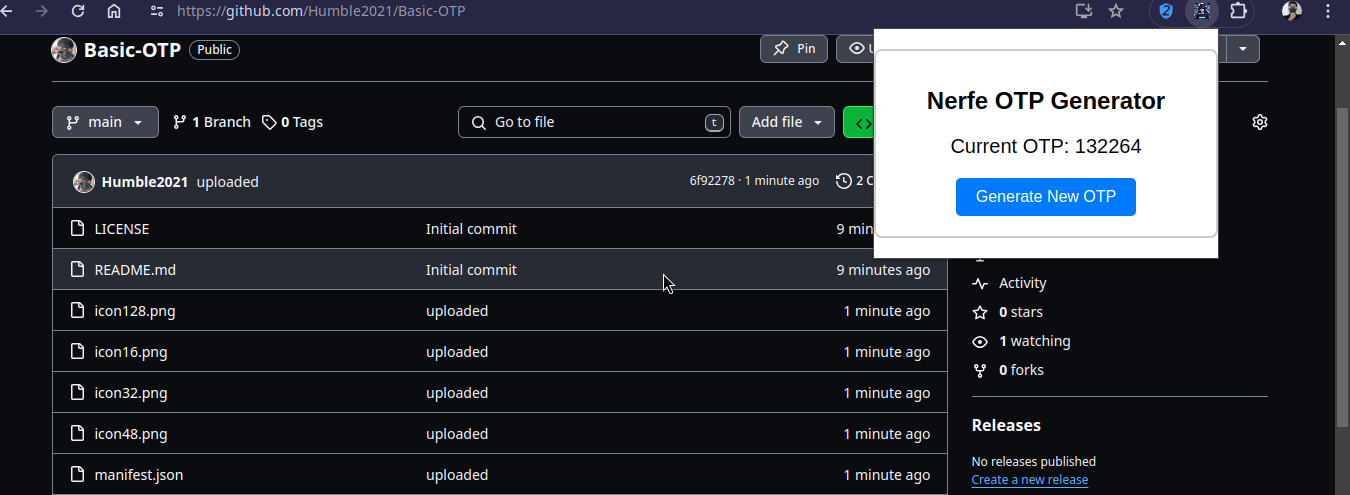 https://github.com/Humble2021/Basic-OTP
2
Basic-OTP Public
Pin
Nerfe OTP Generator
Current OTP: 132264
Generate New OTP
main
1 Branch
0 Tags
Go to file
t
Add file
<>
Humble2021 uploaded
6f92278 · 1 minute ago
2 C
LICENSE Initial commit 9 min
README.md Initial commit 9 minutes ago
icon128.png uploaded 1 minute ago
icon16.png uploaded 1 minute ago
icon32.png uploaded 1 minute ago
icon48.png uploaded 1 minute ago
manifest.json uploaded 1 minute ago
Activity
0 stars
1 watching
0 forks
Releases
No releases published
Create a new release